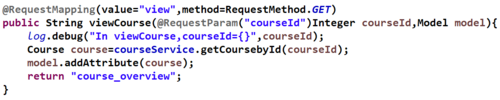 @RequestMapping(value="view",method=RequestMethod.GET)
public String viewCourse(@RequestParam("courseId")Integer courseId,Model model){
log.debug("In viewCourse,courseId={}",courseId);
Course course=courseService.getCoursebyId(courseId);
model.addAttribute(course);
return "course_overview";
}